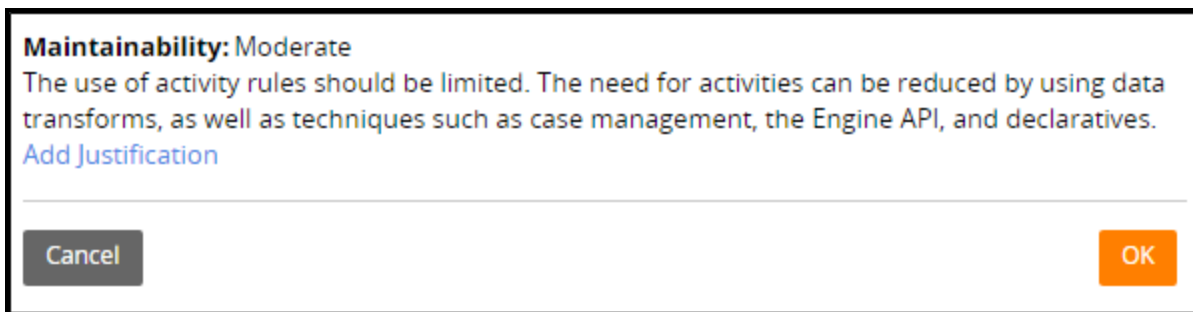 Maintainability: Moderate
The use of activity rules should be limited. The need for activities can be reduced by using data
transforms, as well as techniques such as case management, the Engine API, and declaratives.
Add Justification
Cancel
OK